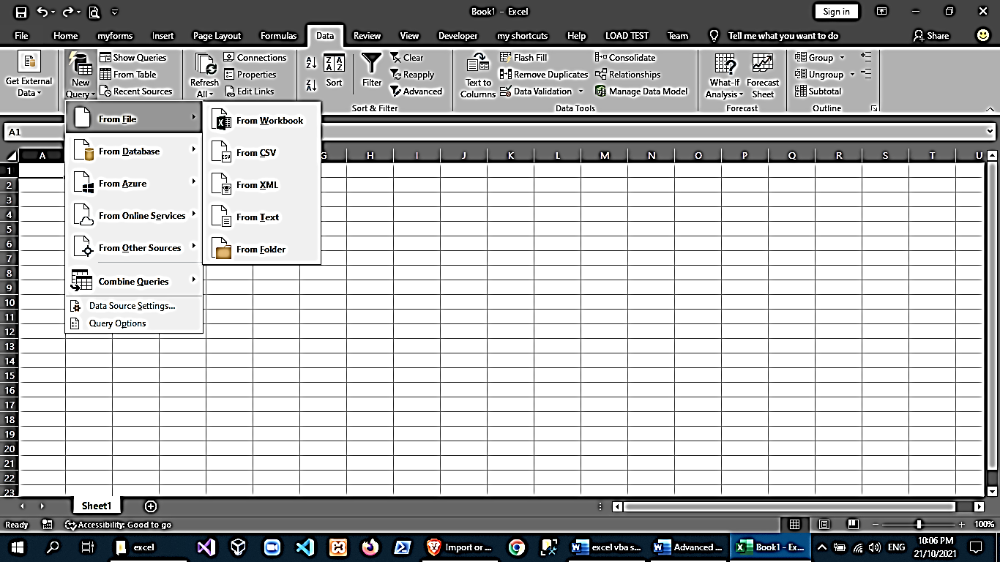 Book1 - Excel
Sign in
File Home myforms Insert Page Layout Formulas Data Review View Developer my shortcuts Help LOAD TEST Team Tell me what you want to do Share
Get External Data
New Query
Show Queries
From Table
Recent Sources
Refresh All
Connections
Properties
Edit Links
Sort
Filter
Clear
Reapply
Advanced
Sort & Filter
Text to Columns
Flash Fill
Remove Duplicates
Data Validation
Consolidate
Relationships
Manage Data Model
Data Tools
What-If Analysis
Forecast Sheet
Forecast
Group
Ungroup
Subtotal
Outline
A1
From File
From Database
From Azure
From Online Services
From Other Sources
Combine Queries
Data Source Settings...
Query Options
From Workbook
From CSV
From XML
From Text
From Folder
A G H I J K L M N O P Q R S T U
1
2
3
4
5
6
7
8
9
10
11
12
13
14
15
16
17
18
19
20
21
22
23
Sheet1
Ready Accessibility: Good to go 100%
excel Import or ... excel vba s... Advanced ... Book1 - Ex... ENG 10:06 PM
21/10/2021